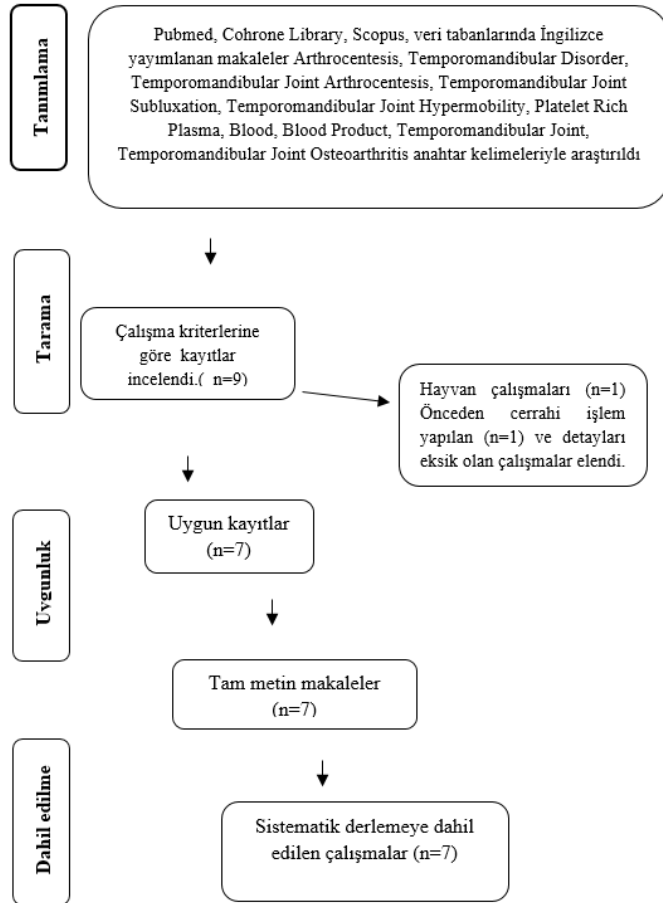 Tanımlama
Pubmed, Cohrone Library, Scopus, veri tabanlarında İngilizce
yayımlanan makaleler Arthrocentesis, Temporomandibular Disorder,
Temporomandibular Joint Arthrocentesis, Temporomandibular Joint
Subluxation, Temporomandibular Joint Hypermobility, Platelet Rich
Plasma, Blood, Blood Product, Temporomandibular Joint,
Temporomandibular Joint Osteoarthritis anahtar kelimeleriyle araştırıldı
Tarama
Çalışma kriterlerine
göre kayıtlar
incelendi.( n=9)
Hayvan çalışmaları (n=1)
Önceden cerrahi işlem
yapılan (n=1) ve detayları
eksik olan çalışmalar elendi.
Uygunluk
Uygun kayıtlar
(n=7)
Tam metin makaleler
(n=7)
Dahil edilme
Sistematik derlemeye dahil
edilen çalışmalar (n=7)